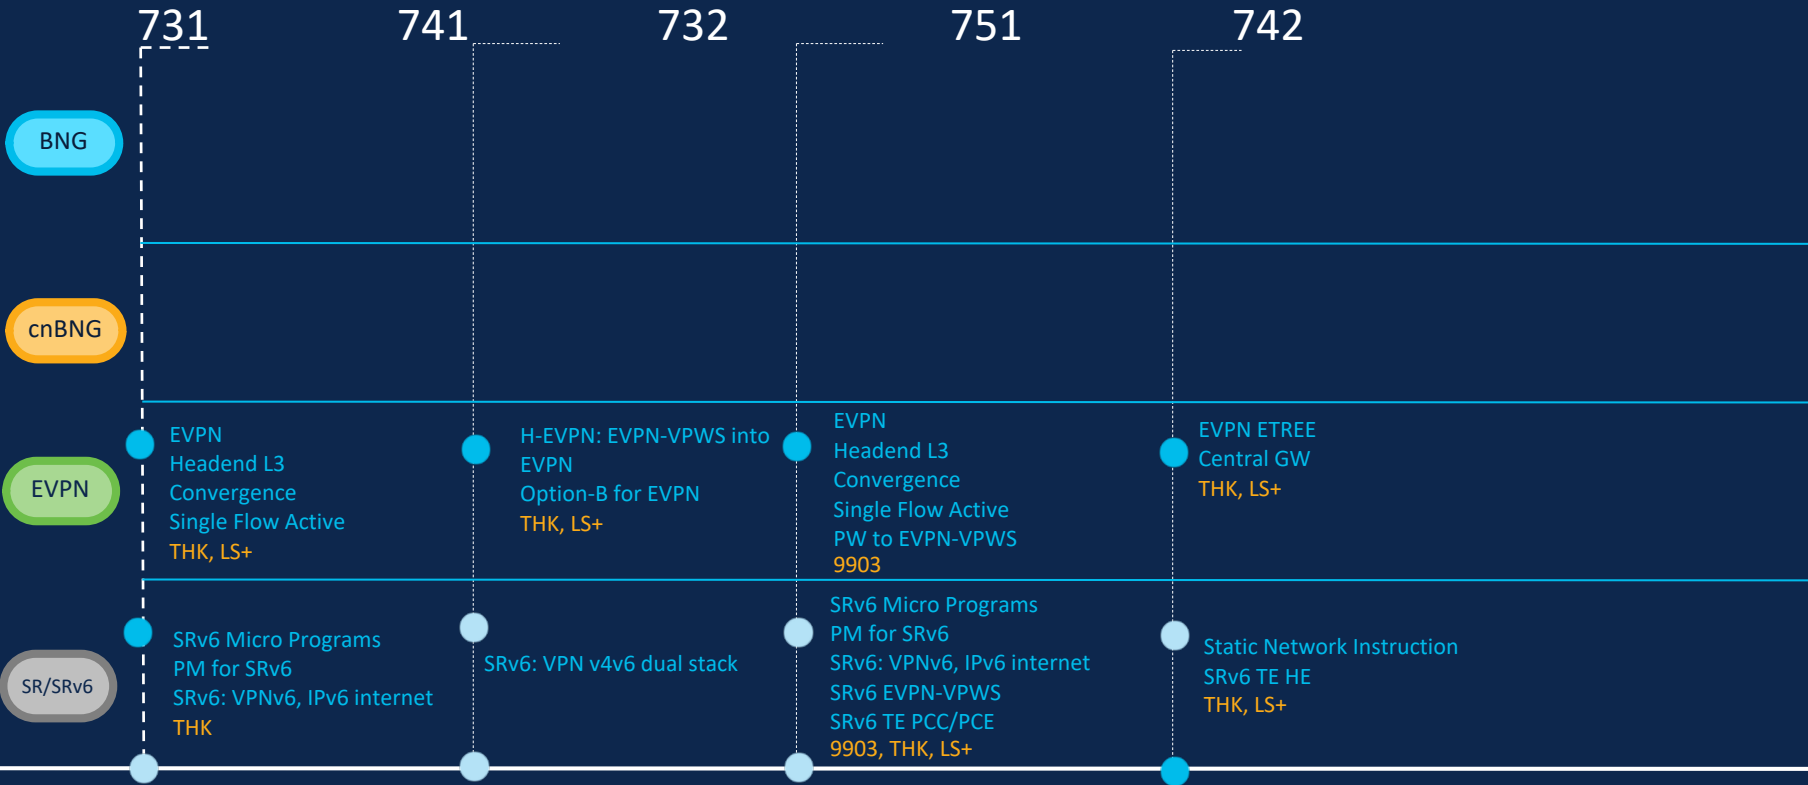 731
741
732
751
742
BNG
cnBNG
EVPN
EVPN
Headend L3
Convergence
Single Flow Active
THK, LS+
H-EVPN: EVPN-VPWS into
EVPN
Option-B for EVPN
THK, LS+
EVPN
Headend L3
Convergence
Single Flow Active
PW to EVPN-VPWS
9903
EVPN ETREE
Central GW
THK, LS+
SR/SRv6
SRv6 Micro Programs
PM for SRv6
SRv6: VPNv6, IPv6 internet
THK
SRv6: VPN v4v6 dual stack
SRv6 Micro Programs
PM for SRv6
SRv6: VPNv6, IPv6 internet
SRv6 EVPN-VPWS
SRv6 TE PCC/PCE
9903, THK, LS+
Static Network Instruction
SRv6 TE HE
THK, LS+